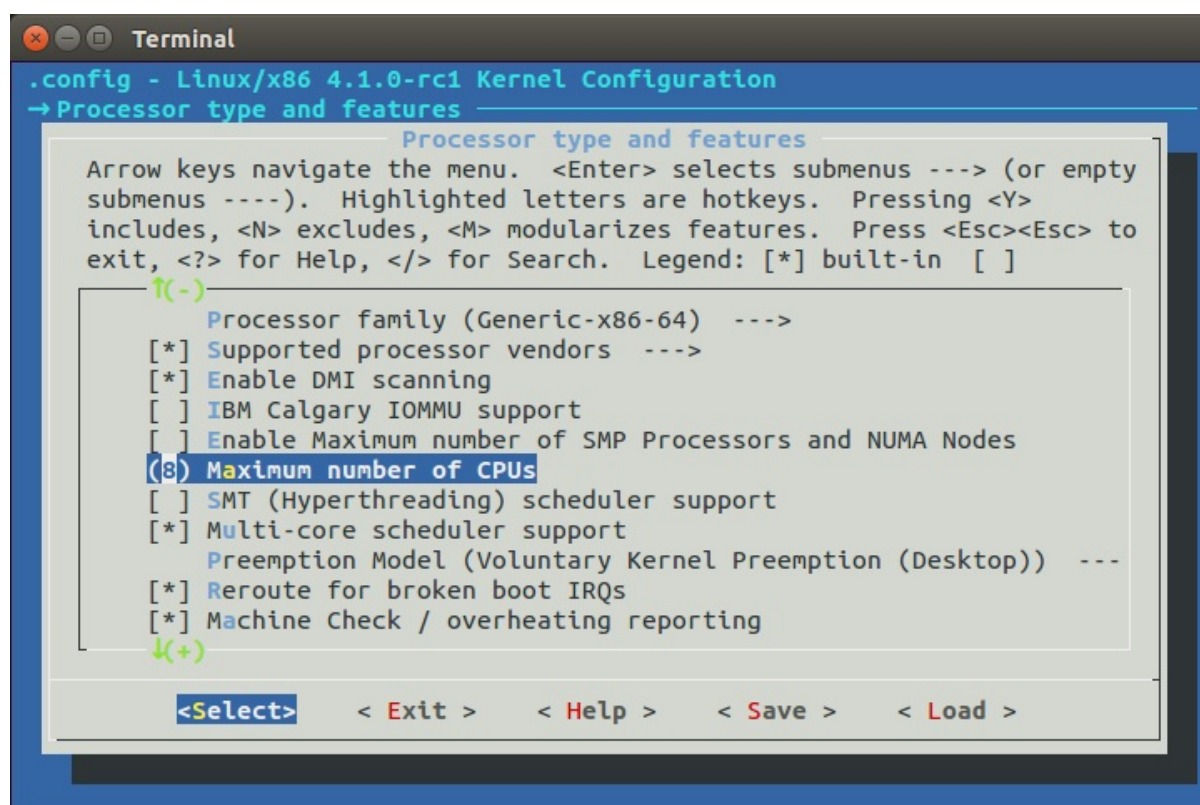 Terminal
.config - Linux/x86 4.1.0-rc1 Kernel Configuration
→ Processor type and features
Processor type and features
Arrow keys navigate the menu. <Enter> selects submenus ---> (or empty
submenus ----). Highlighted letters are hotkeys. Pressing <Y>
includes, <N> excludes, <M> modularizes features. Press <Esc><Esc> to
exit, <?> for Help, </> for Search. Legend: [*] built-in [ ]
↑(-)
Processor family (Generic-x86-64) --->
[*] Supported processor vendors --->
[*] Enable DMI scanning
[ ] IBM Calgary IOMMU support
[ ] Enable Maximum number of SMP Processors and NUMA Nodes
(8) Maximum number of CPUs
[ ] SMT (Hyperthreading) scheduler support
[*] Multi-core scheduler support
Preemption Model (Voluntary Kernel Preemption (Desktop)) ---
[*] Reroute for broken boot IRQs
[*] Machine Check / overheating reporting
↓(+)
<Select> < Exit > < Help > < Save > < Load >